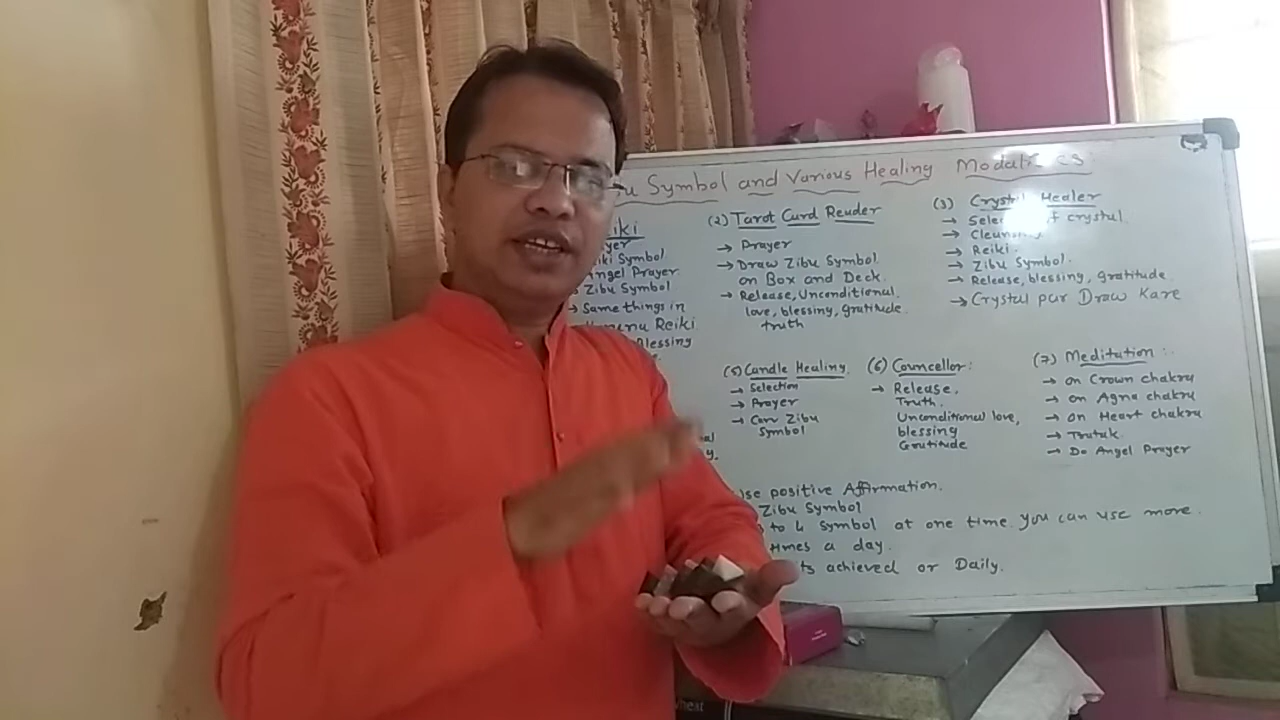 Symbol and Various Healing
(2) Tarot Card Reader
→ Prayer
→ Draw Zibu Symbol
on Box and Deck
→ Release, Unconditional
love, blessing, gratitude
truth
(3) Healer
→ of crystal
→ Reiki
→ Zibu Symbol.
→ Release, blessing, gratitude
→ Crystal par Draw Kare
Symbol
Angel Prayer
Zibu Symbol
→ Same things in
Reiki
Blessing
(5) Candle Healing
→ Selection
→ Prayer
→ Carv Zibu
Symbol
(6) Councellor:
→ Release,
Truth,
Unconditional love,
blessing
Gratitude
(7) Meditation:
→ on Crown chakra
→ on Agna chakra
→ on Heart chakra
→ Tratak
→ Do Angel Prayer
positive Affirmation.
Zibu Symbol
to 4 Symbol at one time. you can use more.
times a day.
achieved or Daily.